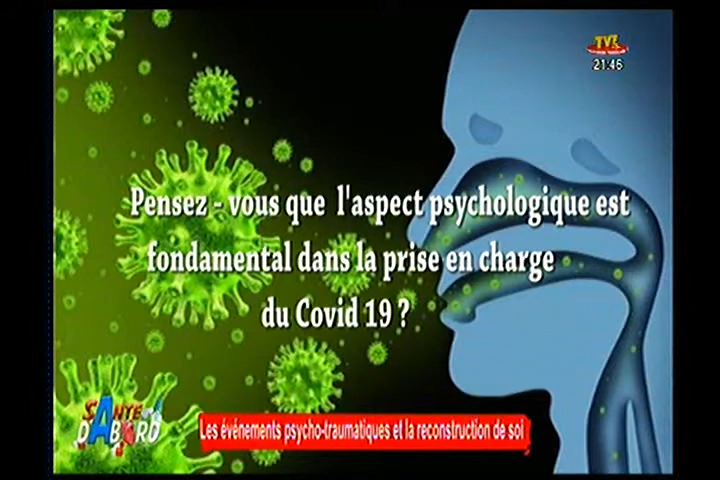 TVT
21:46
Pensez - vous que l'aspect psychologique est
fondamental dans la prise en charge
du Covid 19 ?
SANTE
D'ABORD
Les événements psycho-traumatiques et la reconstruction de soi